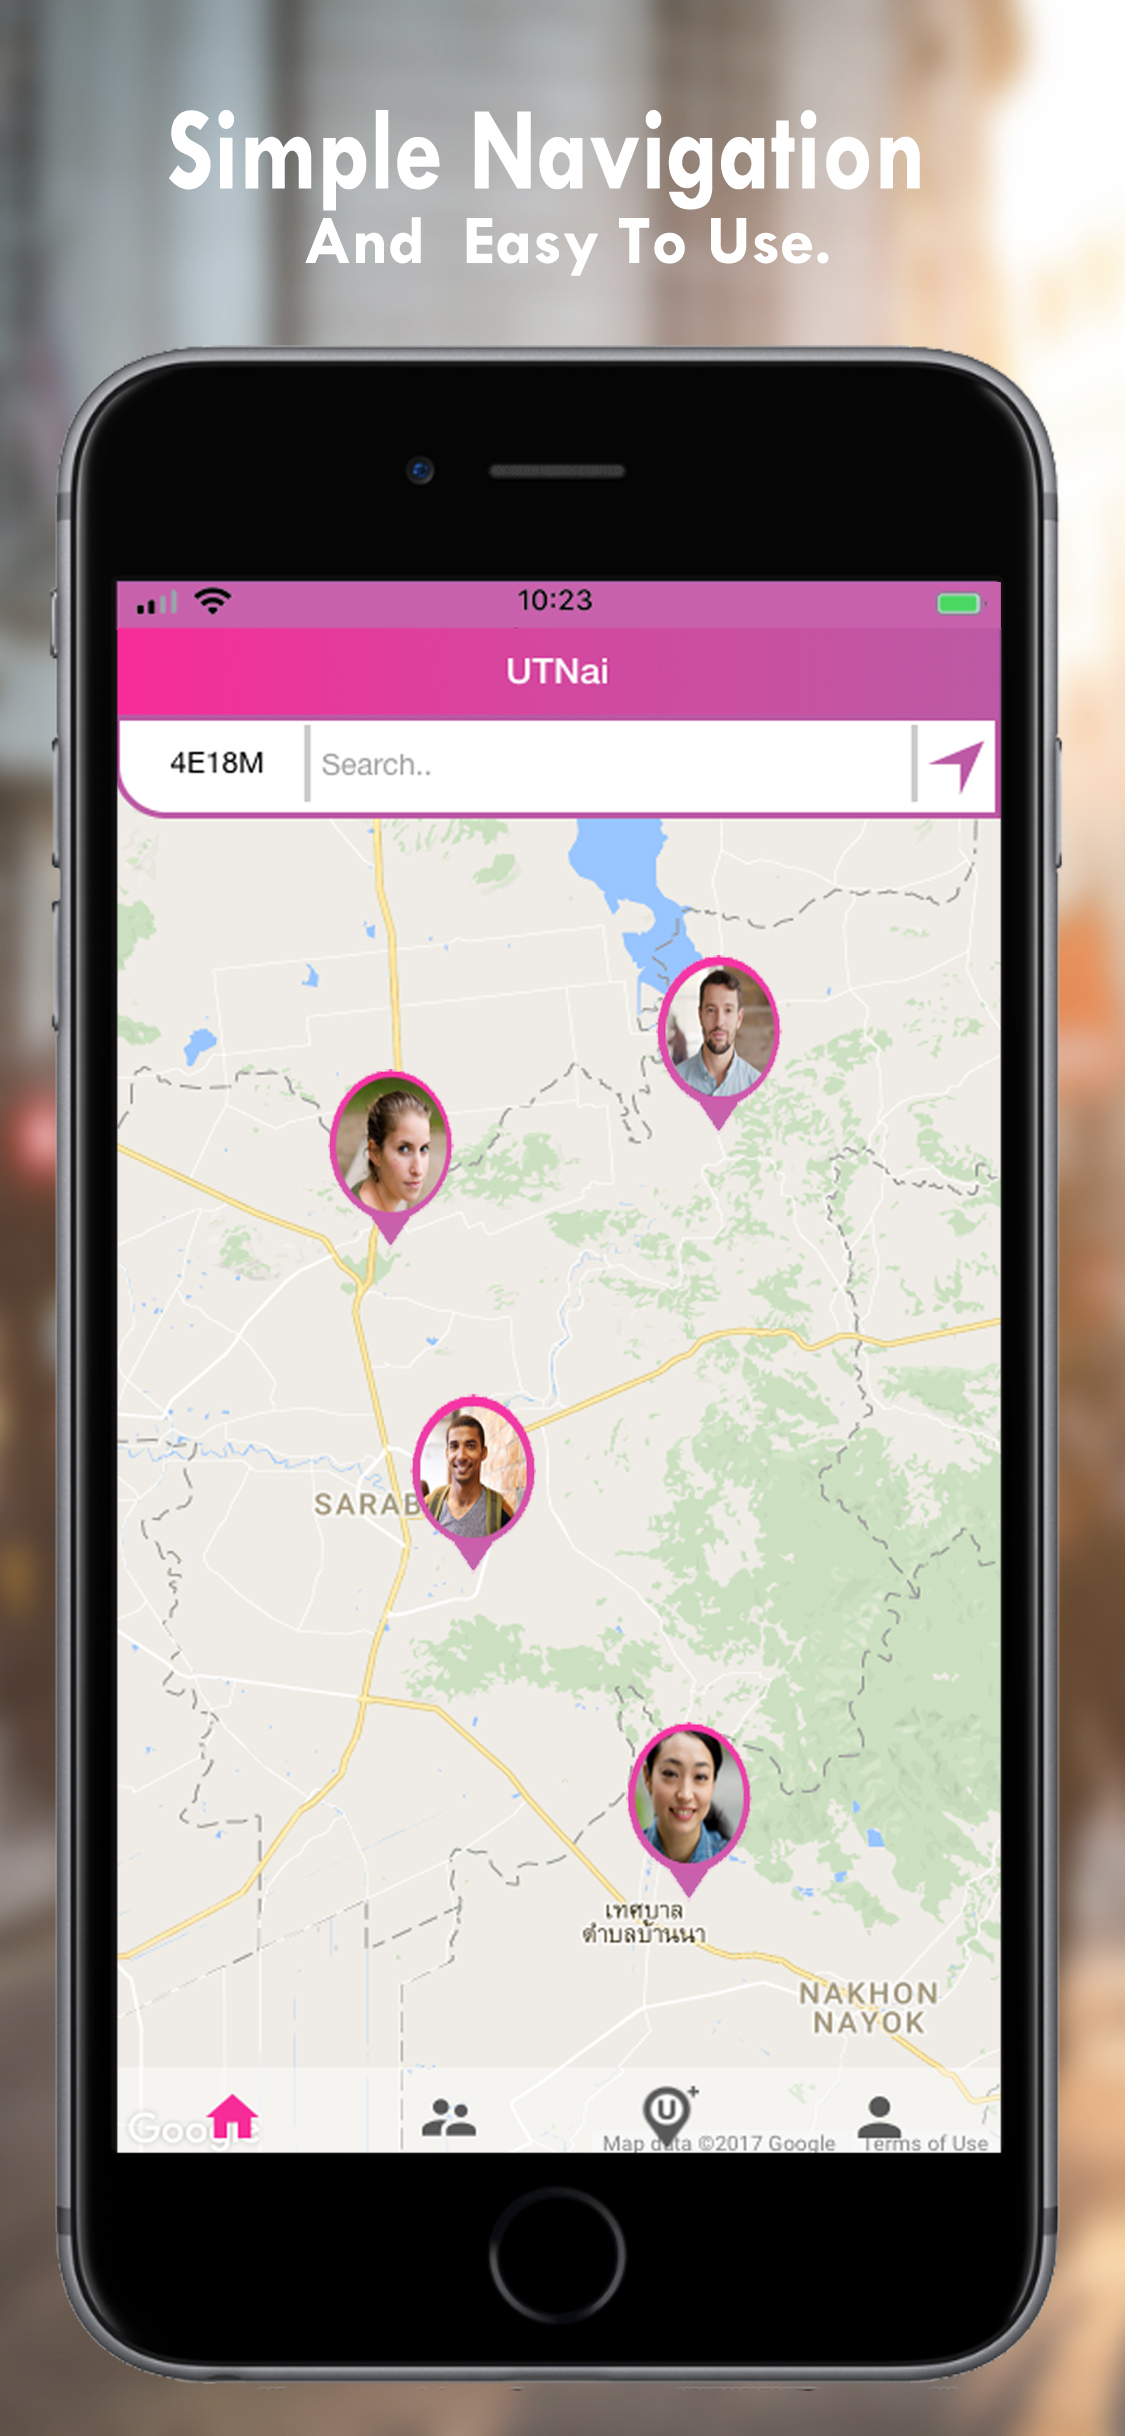 Simple Navigation
And Easy To Use.
10:23
UTNai
4E18M
Search..
SARAB
เทศบาล
ตำบลบ้านนา
NAKHON
NAYOK
U+
Google
Map data ©2017 Google
Terms of Use